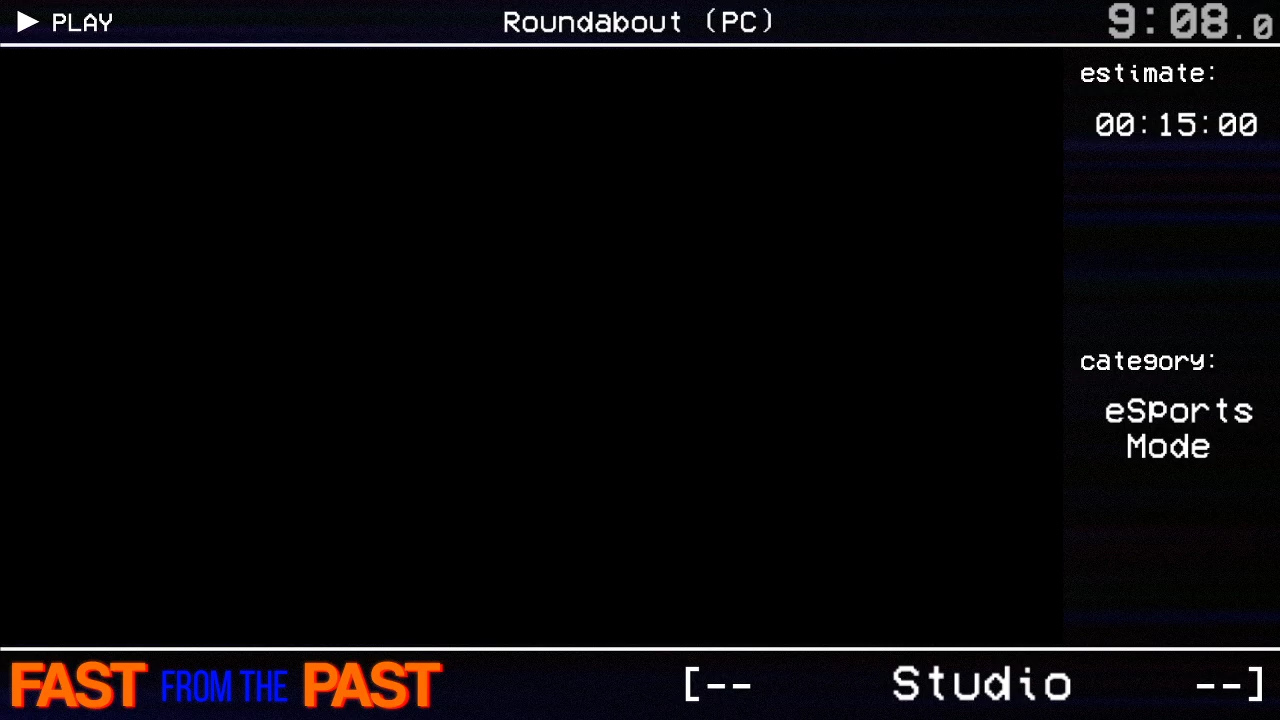 ▶ PLAY
Roundabout (PC)
9:08.0
estimate:
00:15:00
category:
eSports
Mode
FAST FROM THE PAST
[-- Studio --]